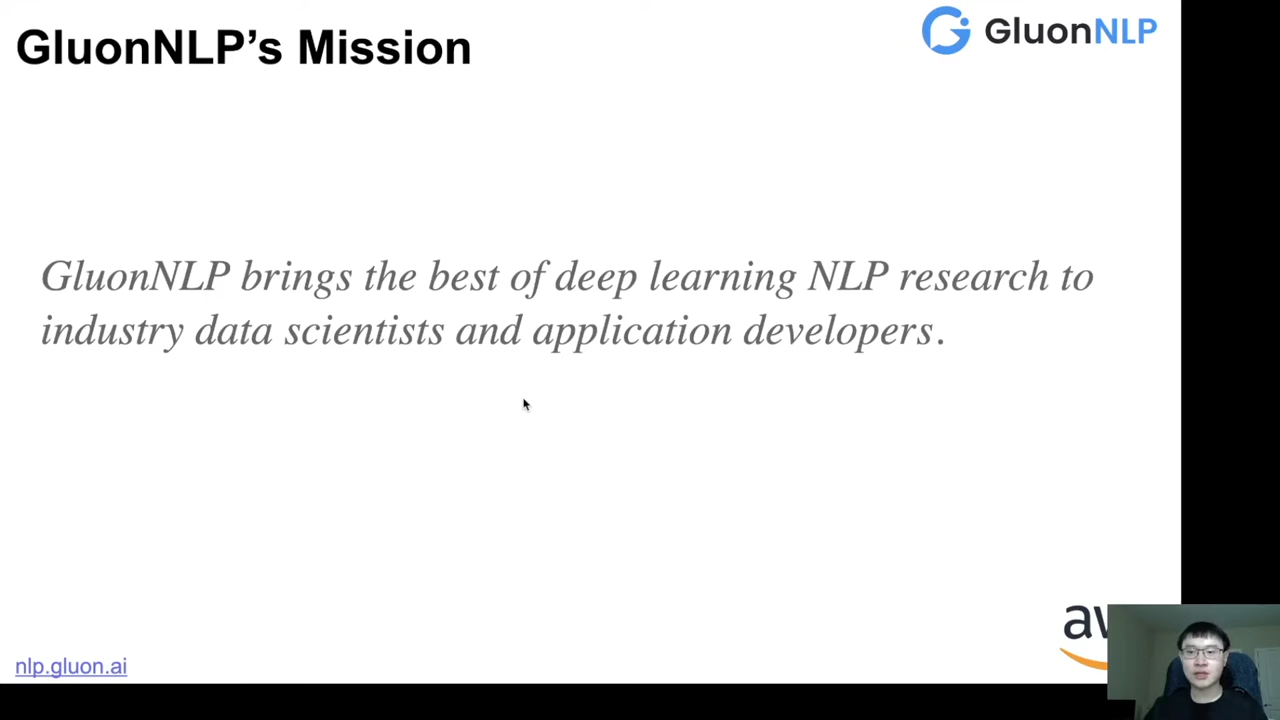 GluonNLP’s Mission
GluonNLP
GluonNLP brings the best of deep learning NLP research to
industry data scientists and application developers.
nlp.gluon.ai